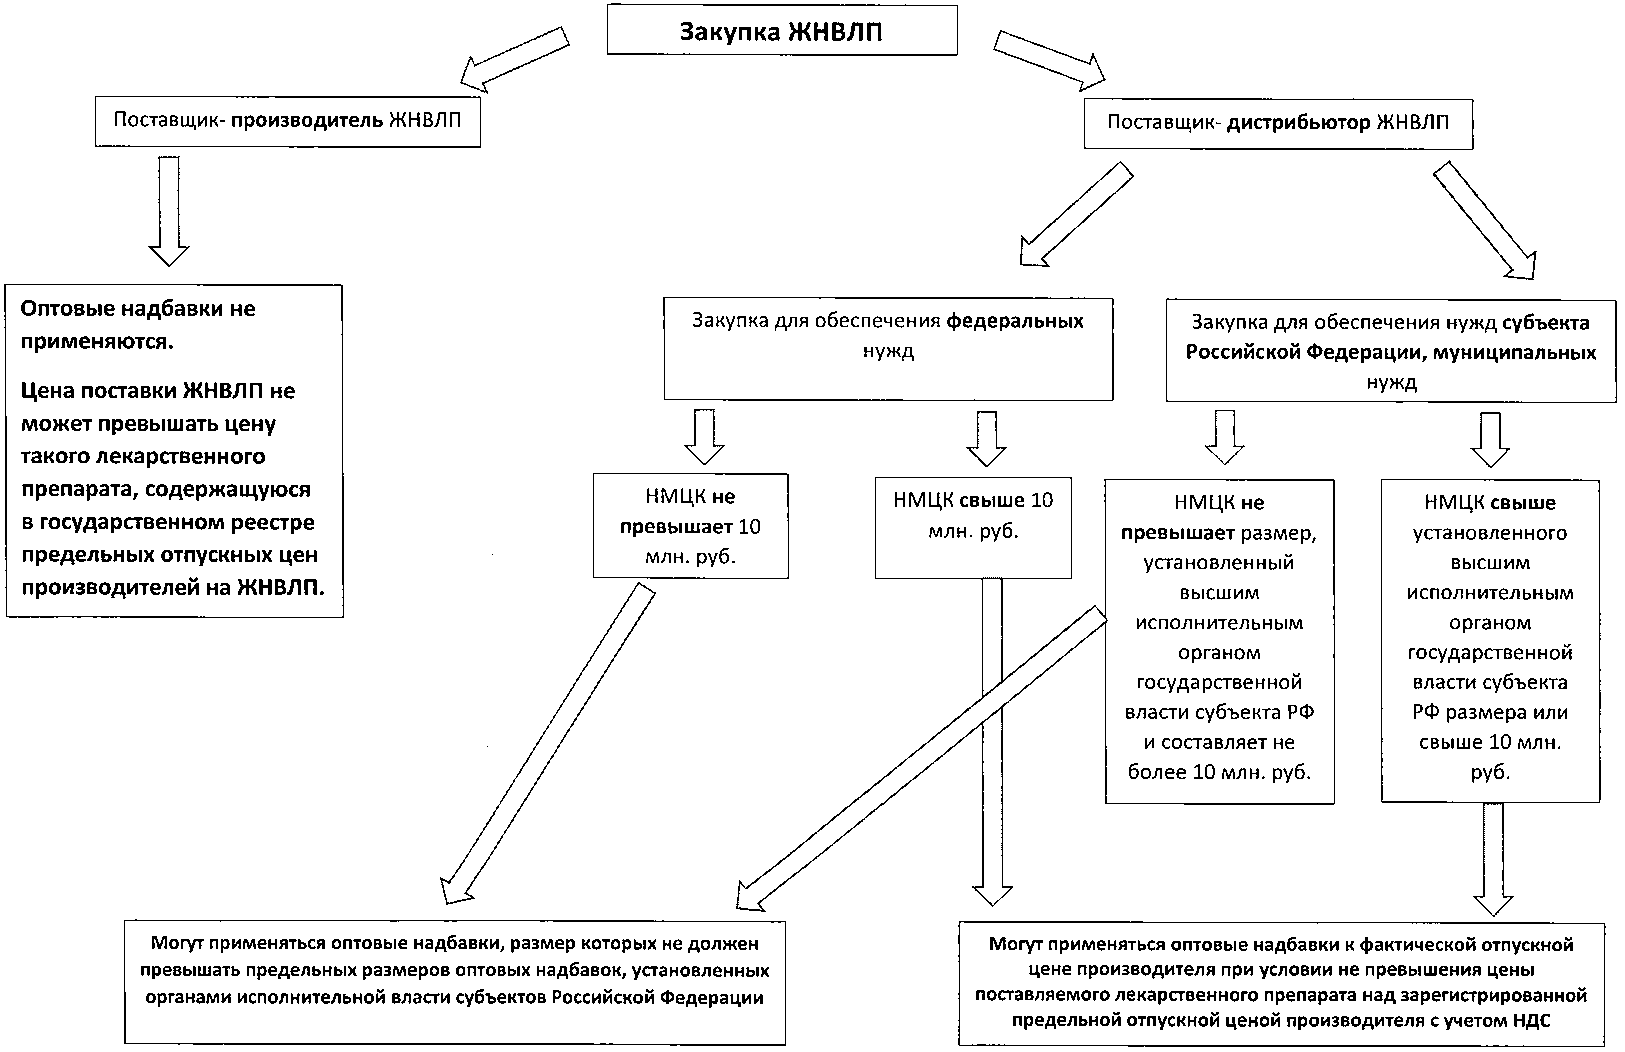 Закупка ЖНВЛП
Поставщик- производитель ЖНВЛП
Поставщик- дистрибьютор ЖНВЛП
Оптовые надбавки не
применяются.
Цена поставки ЖНВЛП не
может превышать цену
такого лекарственного
препарата, содержащуюся
в государственном реестре
предельных отпускных цен
производителей на ЖНВЛП.
Закупка для обеспечения федеральных
нужд
Закупка для обеспечения нужд субъекта
Российской Федерации, муниципальных
нужд
НМЦК не
превышает 10
млн. руб.
НМЦК свыше 10
млн. руб.
НМЦК не
превышает размер,
установленный
высшим
исполнительным
органом
государственной
власти субъекта РФ
и составляет не
более 10 млн. руб.
НМЦК свыше
установленного
высшим
исполнительным
органом
государственной
власти субъекта
РФ размера или
свыше 10 млн.
руб.
Могут применяться оптовые надбавки, размер которых не должен
превышать предельных размеров оптовых надбавок, установленных
органами исполнительной власти субъектов Российской Федерации
Могут применяться оптовые надбавки к фактической отпускной
цене производителя при условии не превышения цены
поставляемого лекарственного препарата над зарегистрированной
предельной отпускной ценой производителя с учетом НДС